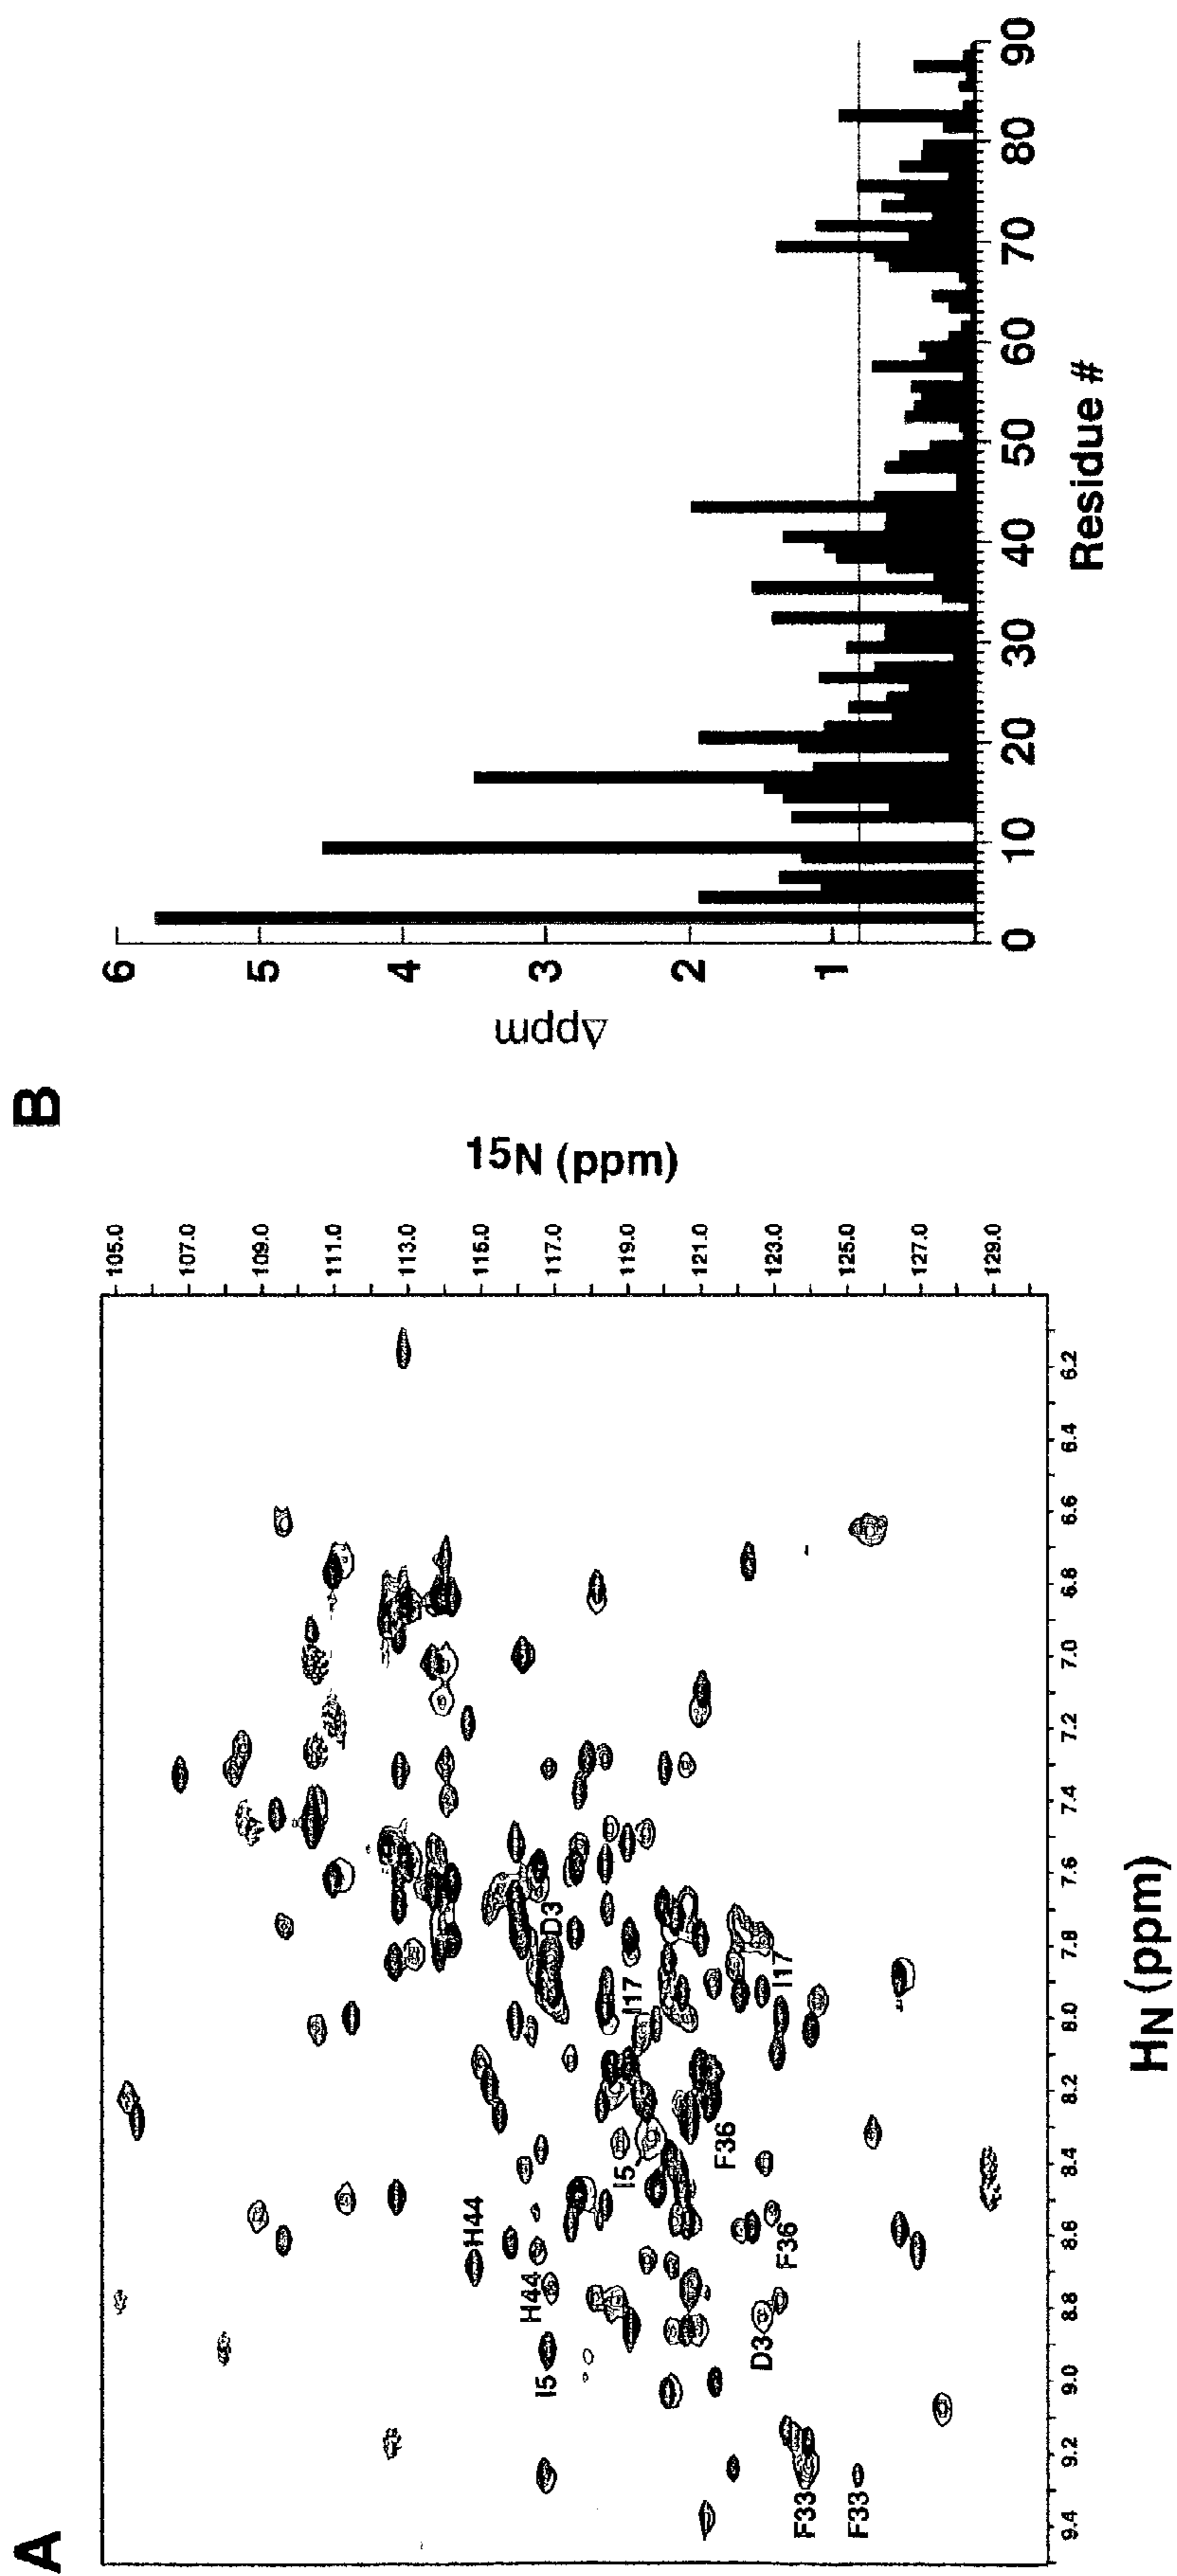 A
105.0
107.0
109.0
111.0
113.0
115.0
117.0
119.0
121.0
123.0
125.0
127.0
129.0
15N (ppm)
9.4 9.2 9.0 8.8 8.6 8.4 8.2 8.0 7.8 7.6 7.4 7.2 7.0 6.8 6.6 6.4 6.2
HN (ppm)
H44
H44
I5
I5
D3
D3
I17
I17
F36
F36
F33
F33
B
6
5
4
3
2
1
Δppm
0 10 20 30 40 50 60 70 80 90
Residue #